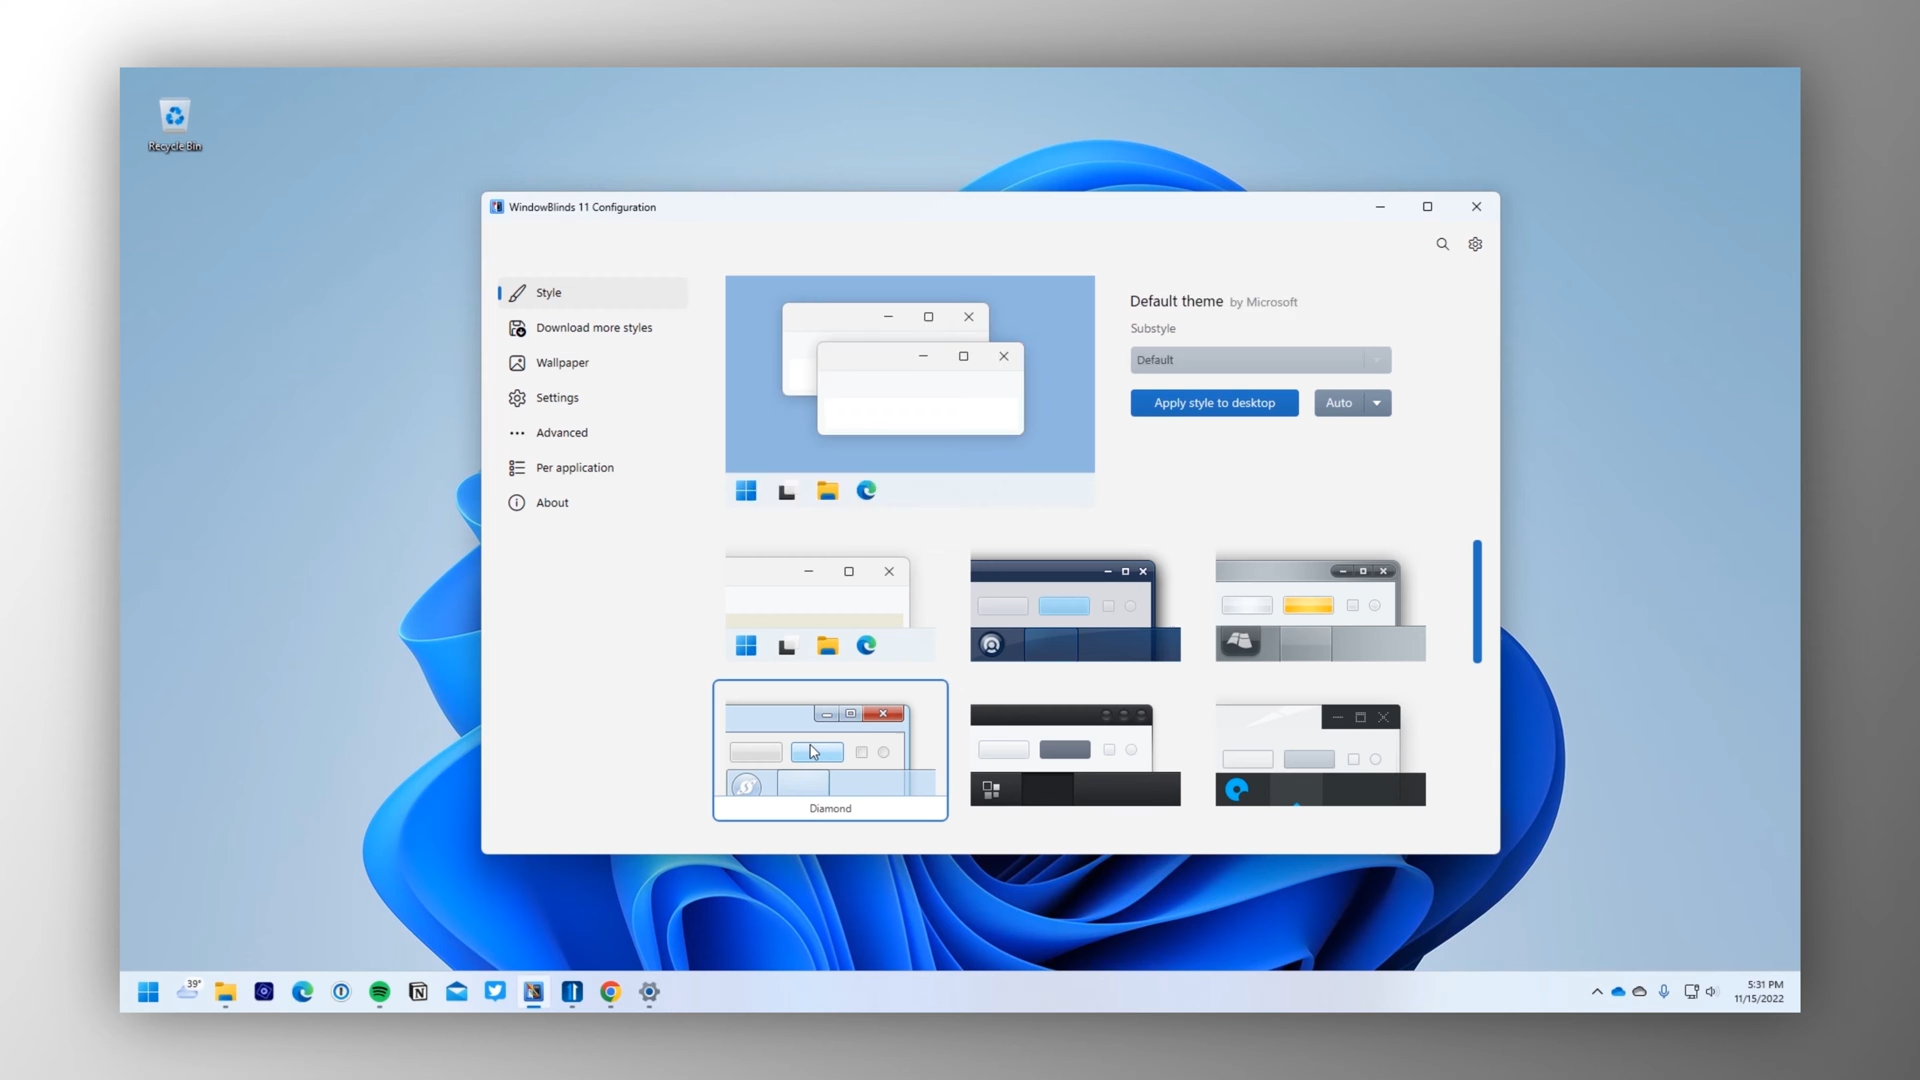 Recycle Bin
WindowBlinds 11 Configuration
Style
Download more styles
Wallpaper
Settings
Advanced
Per application
About
Default theme by Microsoft
Substyle
Default
Apply style to desktop
Auto
Diamond
39°
5:31 PM
11/15/2022